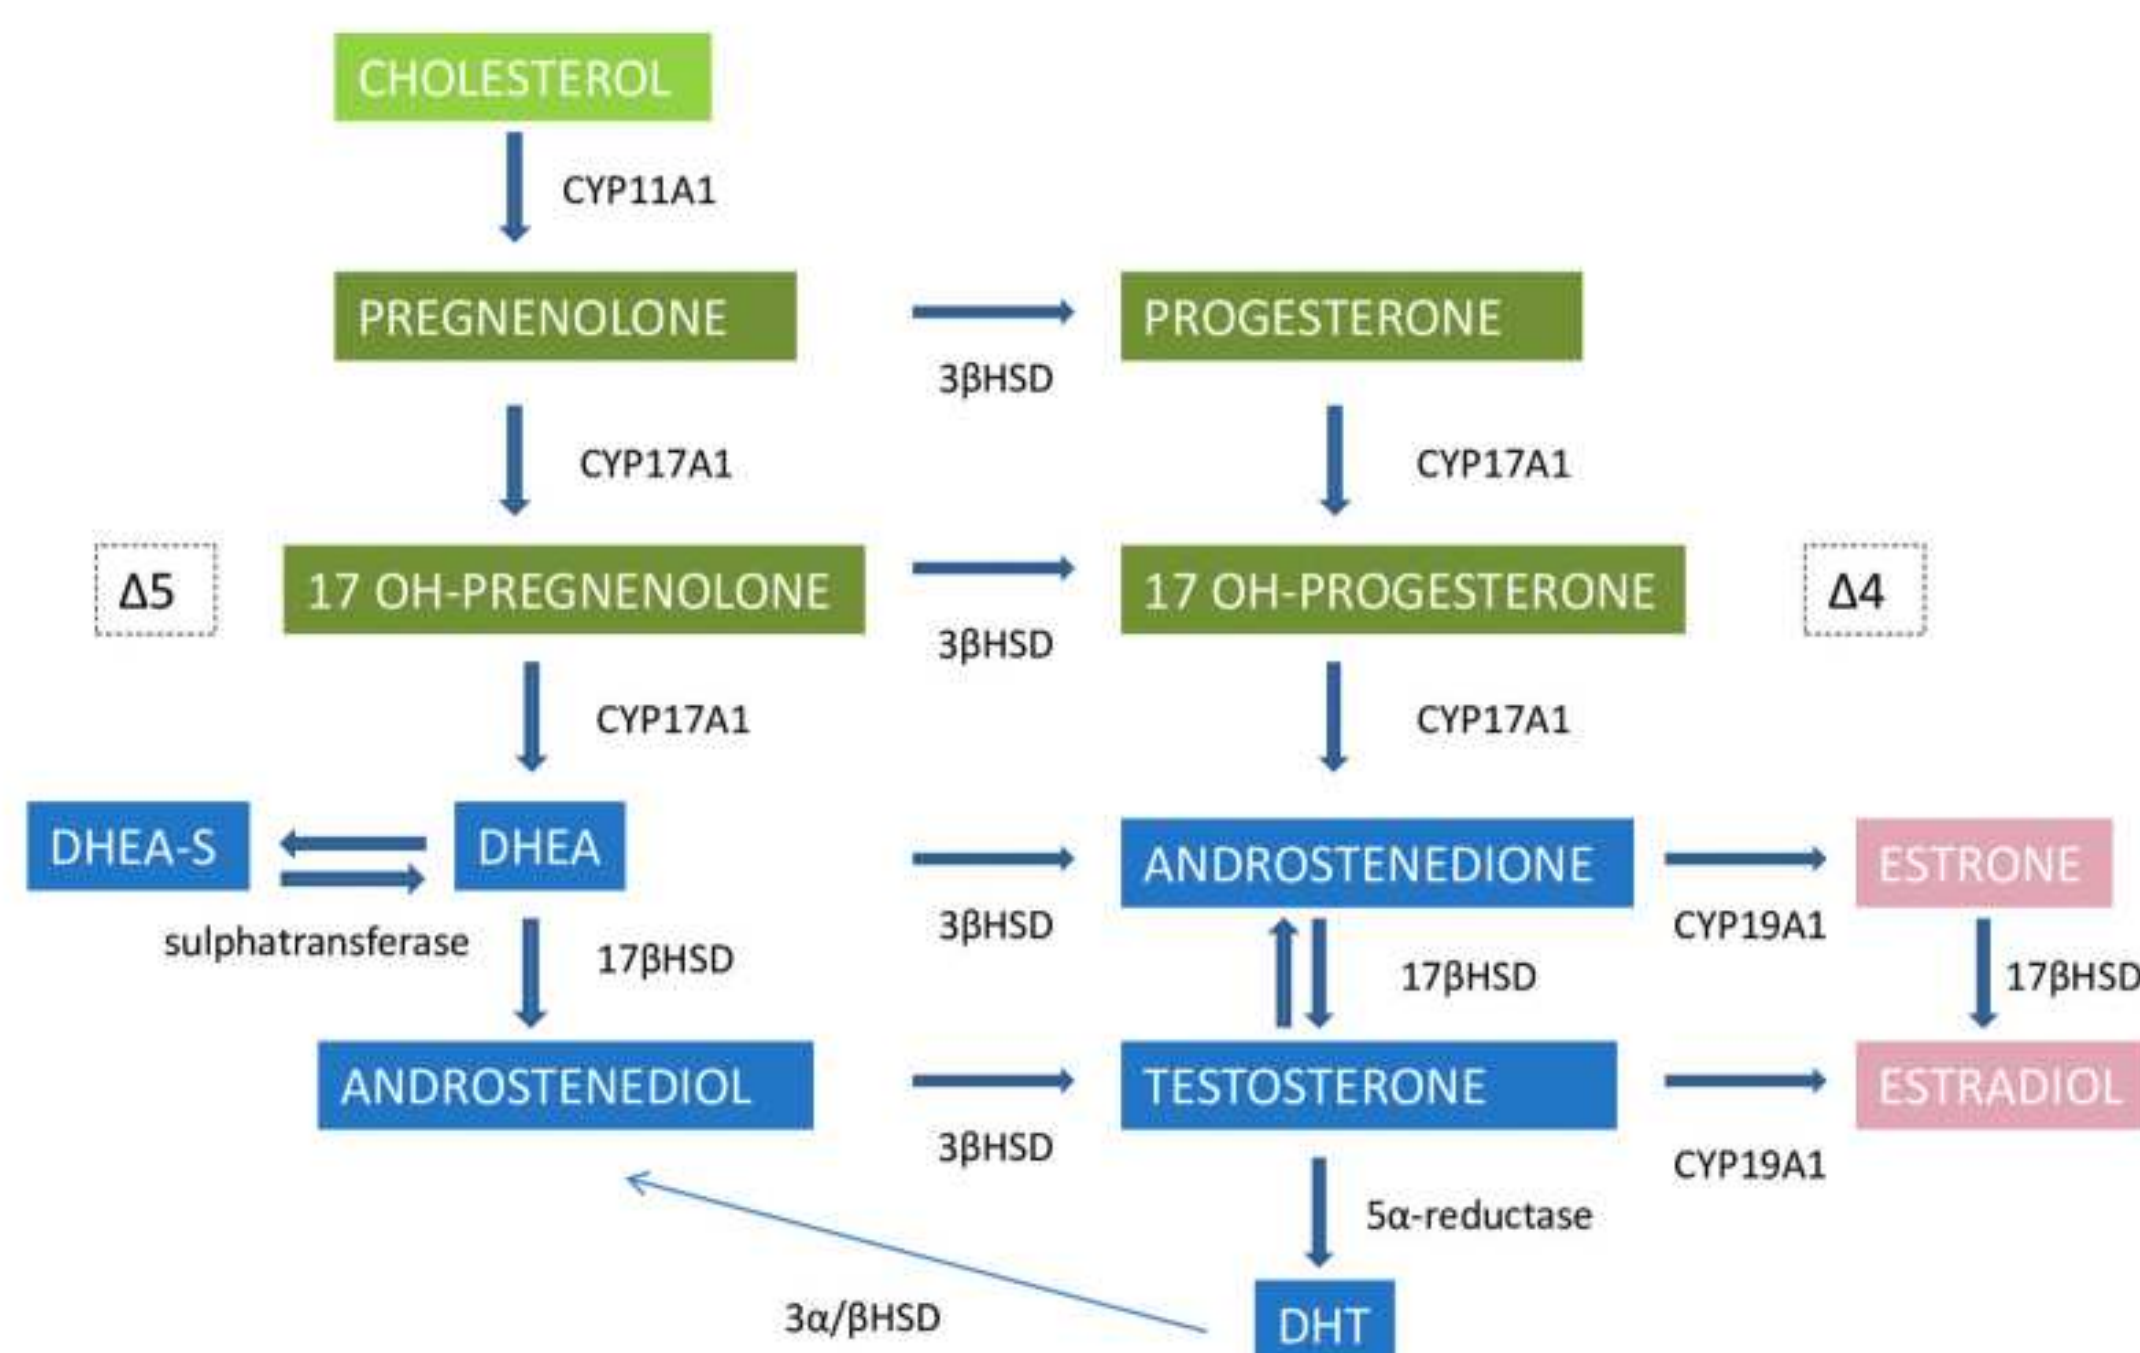 CHOLESTEROL
CYP11A1
PREGNENOLONE
PROGESTERONE
3βHSD
CYP17A1
CYP17A1
Δ5
17 OH-PREGNENOLONE
17 OH-PROGESTERONE
Δ4
3βHSD
CYP17A1
CYP17A1
DHEA-S
DHEA
ANDROSTENEDIONE
ESTRONE
sulphatransferase
17βHSD
3βHSD
CYP19A1
17βHSD
17βHSD
ANDROSTENEDIOL
TESTOSTERONE
ESTRADIOL
3βHSD
CYP19A1
5α-reductase
3α/βHSD
DHT